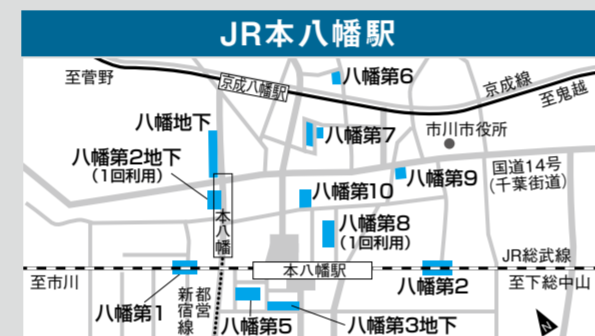 JR本八幡駅
至菅野
京成八幡駅
八幡第6
京成線
至鬼越
八幡地下
八幡第7
市川市役所
八幡第2地下
(1回利用)
八幡第9
国道14号
(千葉街道)
八幡第10
本八幡
八幡第8
(1回利用)
JR総武線
至市川
本八幡駅
八幡第2
至下総中山
八幡第1
都営
新宿線
八幡第5
八幡第3地下
N